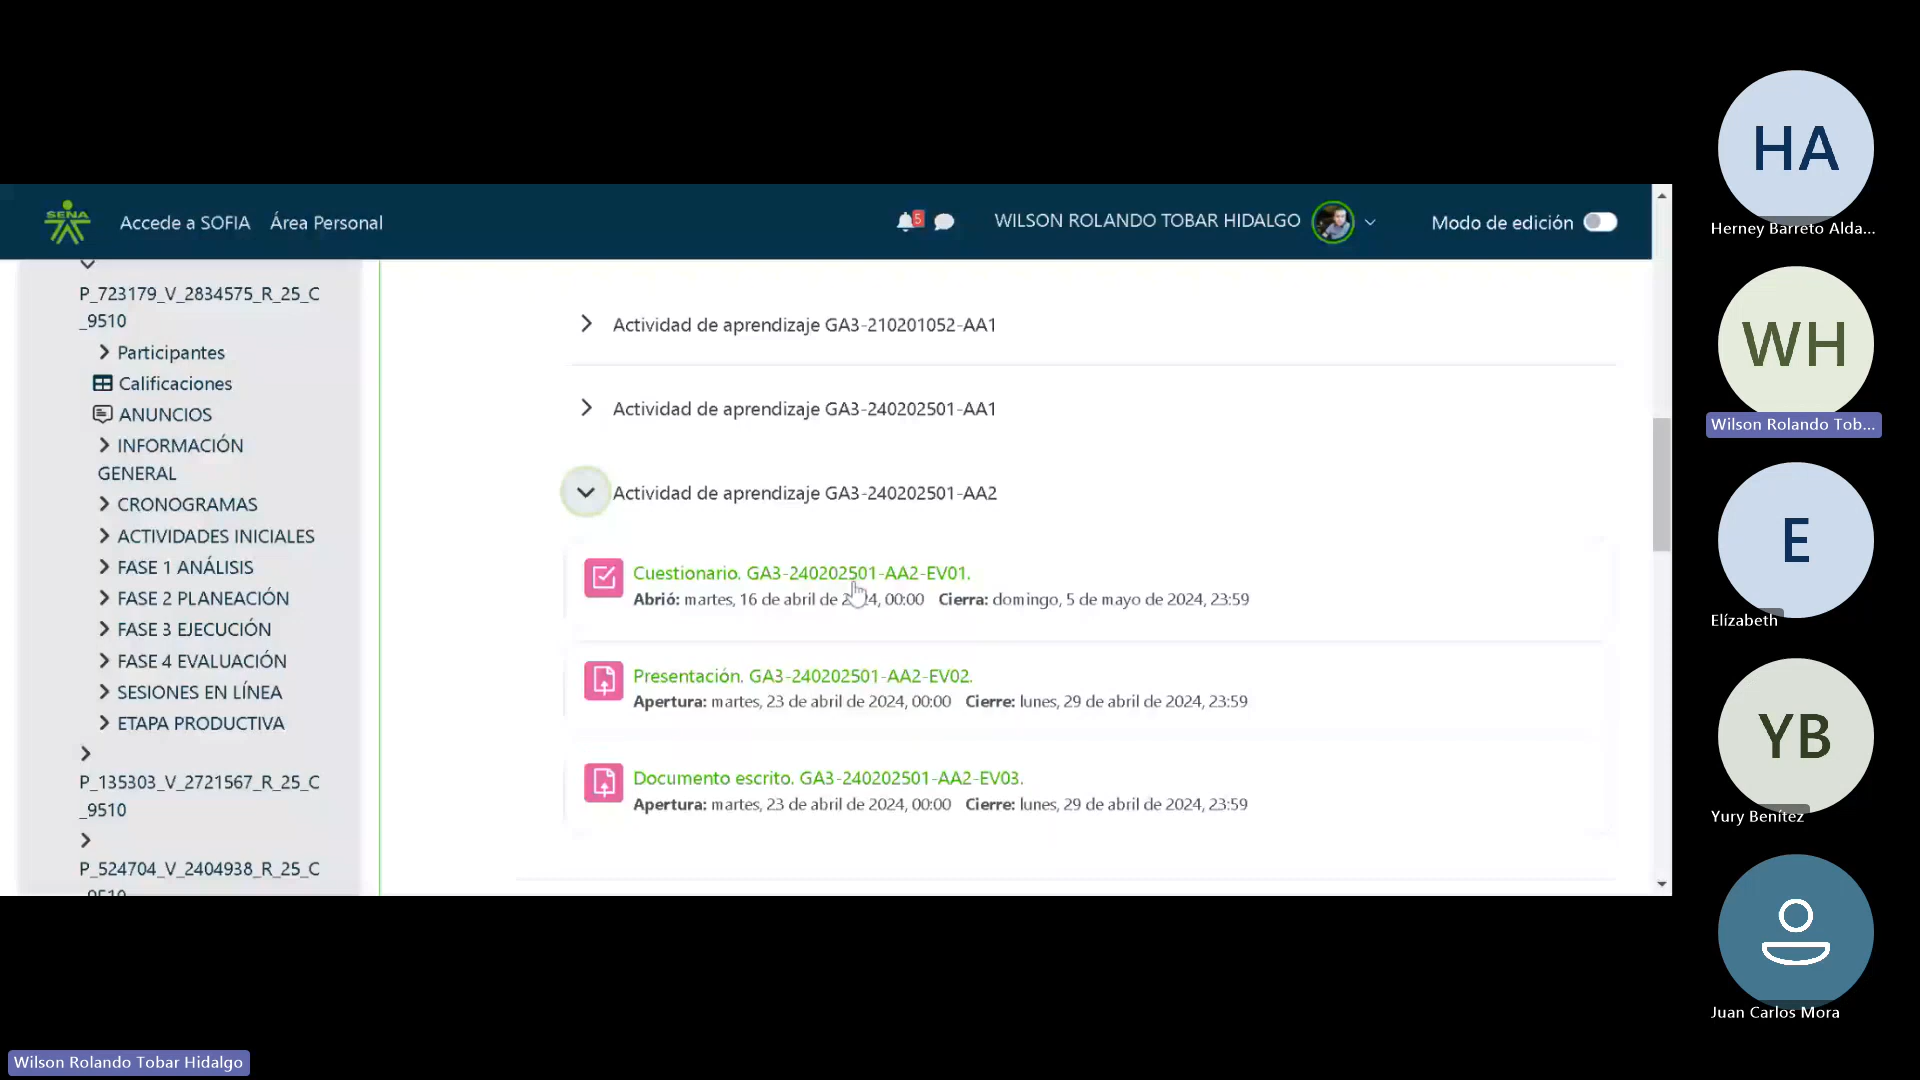 SENA
Accede a SOFIA
Área Personal
5
WILSON ROLANDO TOBAR HIDALGO
Modo de edición
P_723179_V_2834575_R_25_C
_9510
Participantes
Calificaciones
ANUNCIOS
INFORMACIÓN
GENERAL
CRONOGRAMAS
ACTIVIDADES INICIALES
FASE 1 ANÁLISIS
FASE 2 PLANEACIÓN
FASE 3 EJECUCIÓN
FASE 4 EVALUACIÓN
SESIONES EN LÍNEA
ETAPA PRODUCTIVA
P_135303_V_2721567_R_25_C
_9510
P_524704_V_2404938_R_25_C
_9510
Actividad de aprendizaje GA3-210201052-AA1
Actividad de aprendizaje GA3-240202501-AA1
Actividad de aprendizaje GA3-240202501-AA2
Cuestionario. GA3-240202501-AA2-EV01.
Abrió: martes, 16 de abril de 2024, 00:00 Cierra: domingo, 5 de mayo de 2024, 23:59
Presentación. GA3-240202501-AA2-EV02.
Apertura: martes, 23 de abril de 2024, 00:00 Cierre: lunes, 29 de abril de 2024, 23:59
Documento escrito. GA3-240202501-AA2-EV03.
Apertura: martes, 23 de abril de 2024, 00:00 Cierre: lunes, 29 de abril de 2024, 23:59
HA
Herney Barreto Alda...
WH
Wilson Rolando Tob...
E
Elízabeth
YB
Yury Benítez
Juan Carlos Mora
Wilson Rolando Tobar Hidalgo